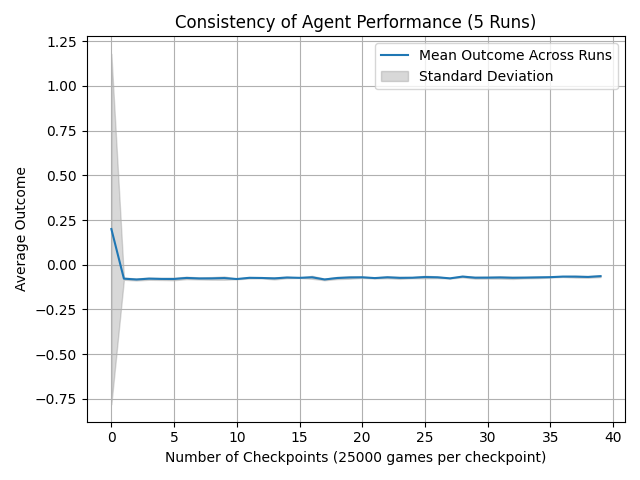 Consistency of Agent Performance (5 Runs)
1.25
1.00
0.75
0.50
0.25
0.00
−0.25
−0.50
−0.75
Average Outcome
Mean Outcome Across Runs
Standard Deviation
0 5 10 15 20 25 30 35 40
Number of Checkpoints (25000 games per checkpoint)